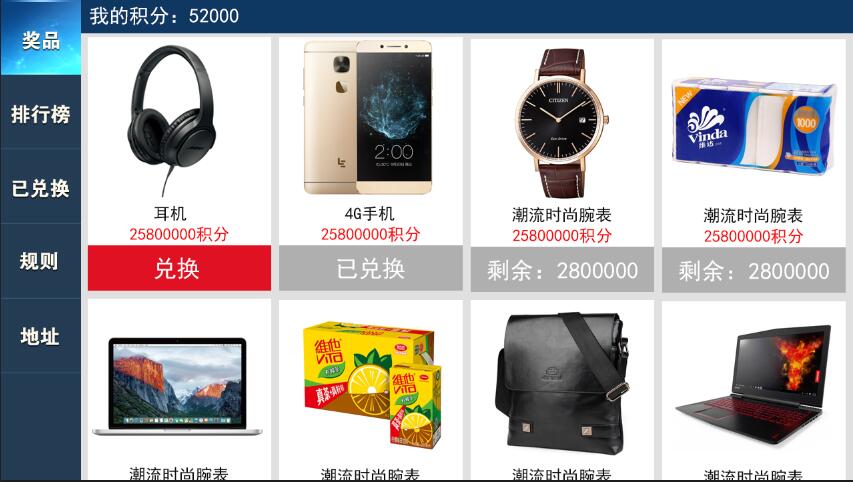 奖品
排行榜
已兑换
规则
地址
我的积分：52000
耳机
25800000积分
兑换
2:00
4G手机
25800000积分
已兑换
CITIZEN
Eco-Drive
潮流时尚腕表
25800000积分
剩余：2800000
NEW
Vinda
维达
1000
潮流时尚腕表
25800000积分
剩余：2800000
潮流时尚腕表
维他
VITA
真茶+真柠檬
潮流时尚腕表
潮流时尚腕表
潮流时尚腕表